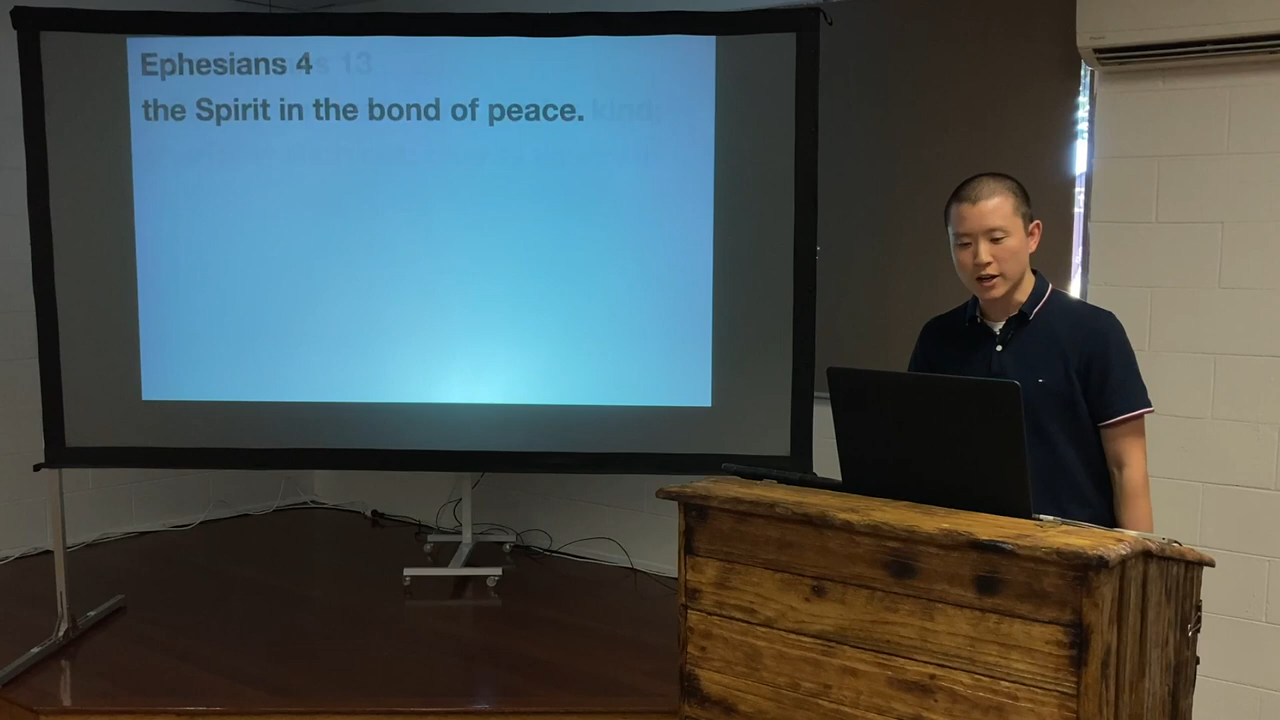 Ephesians 4
the Spirit in the bond of peace.